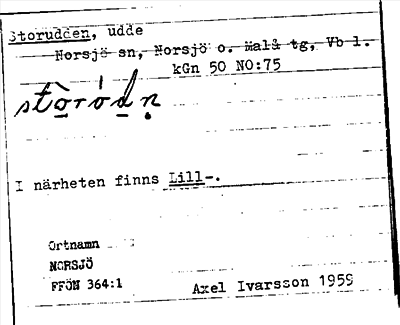 Storudden, udde
Norsjö sn, Norsjö o. Malå tg, Vb l.
kGn 50 NO:75
I närheten finns Lill-.
Ortnamn
NORSJÖ
FFÖN 364:1
Axel Ivarsson 1959